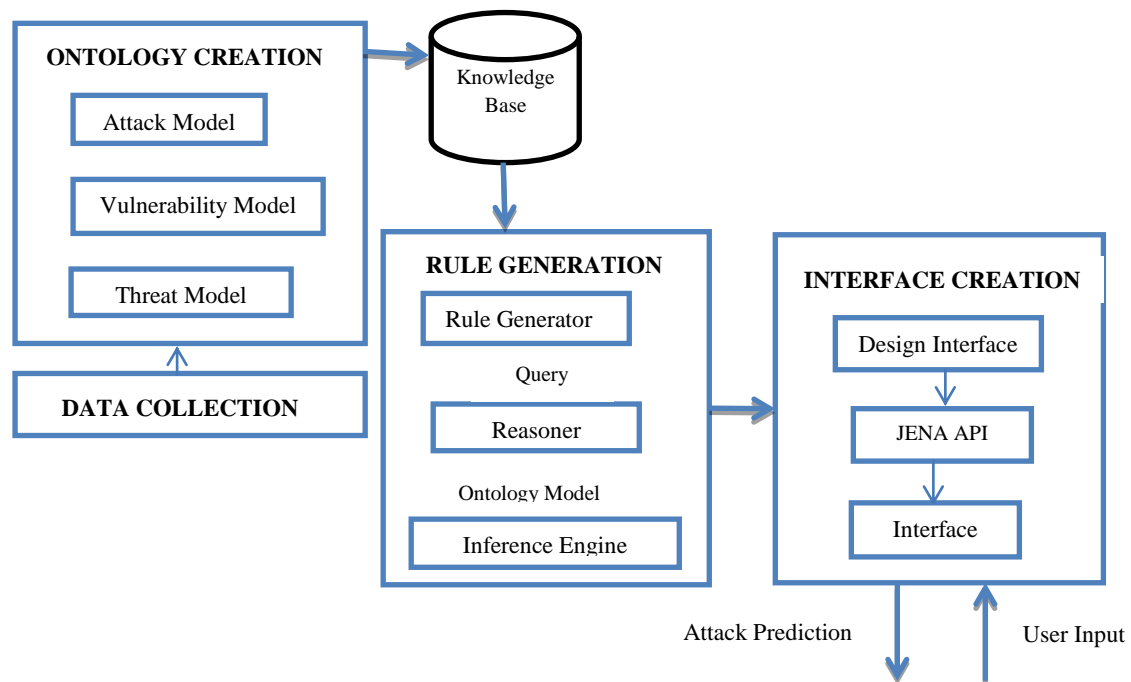 ONTOLOGY CREATION
Attack Model
Vulnerability Model
Threat Model
DATA COLLECTION
Knowledge
Base
RULE GENERATION
Rule Generator
Query
Reasoner
Ontology Model
Inference Engine
INTERFACE CREATION
Design Interface
JENA API
Interface
Attack Prediction
User Input